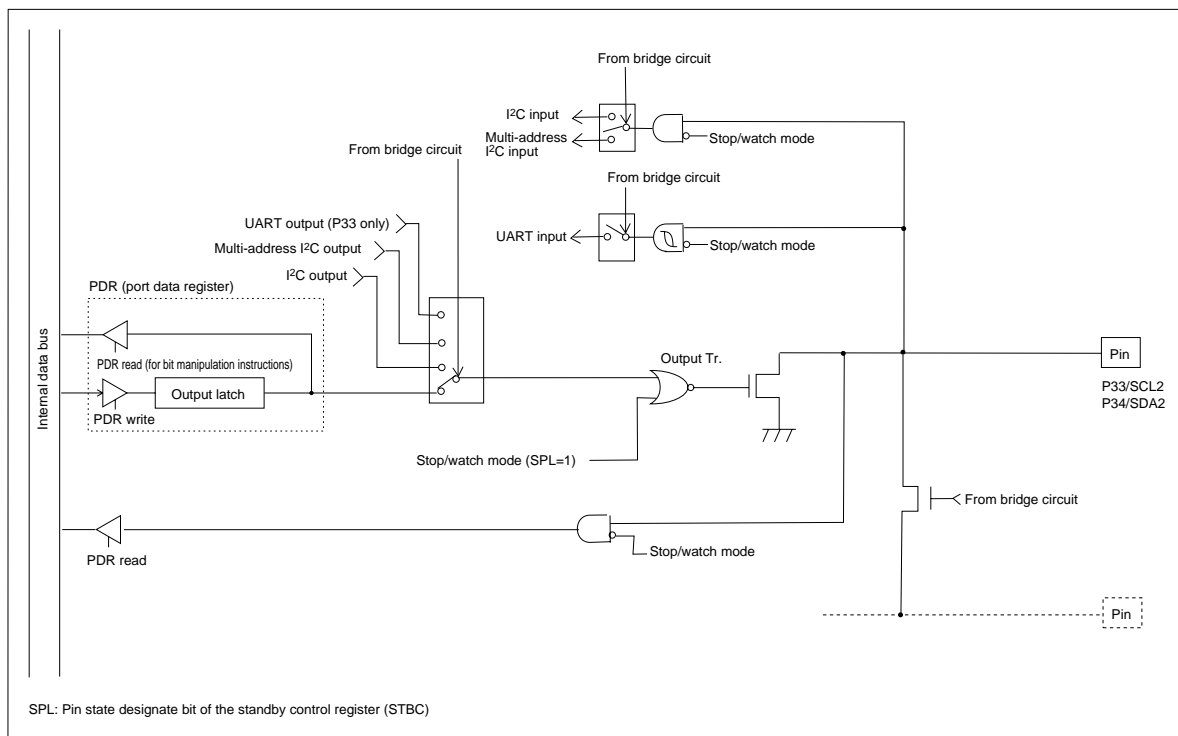 From bridge circuit
I²C input
Multi-address
I²C input
Stop/watch mode
From bridge circuit
From bridge circuit
UART input
Stop/watch mode
UART output (P33 only)
Multi-address I²C output
I²C output
PDR (port data register)
Internal data bus
PDR read (for bit manipulation instructions)
Output latch
PDR write
Output Tr.
Pin
P33/SCL2
P34/SDA2
Stop/watch mode (SPL=1)
From bridge circuit
PDR read
Stop/watch mode
Pin
SPL: Pin state designate bit of the standby control register (STBC)